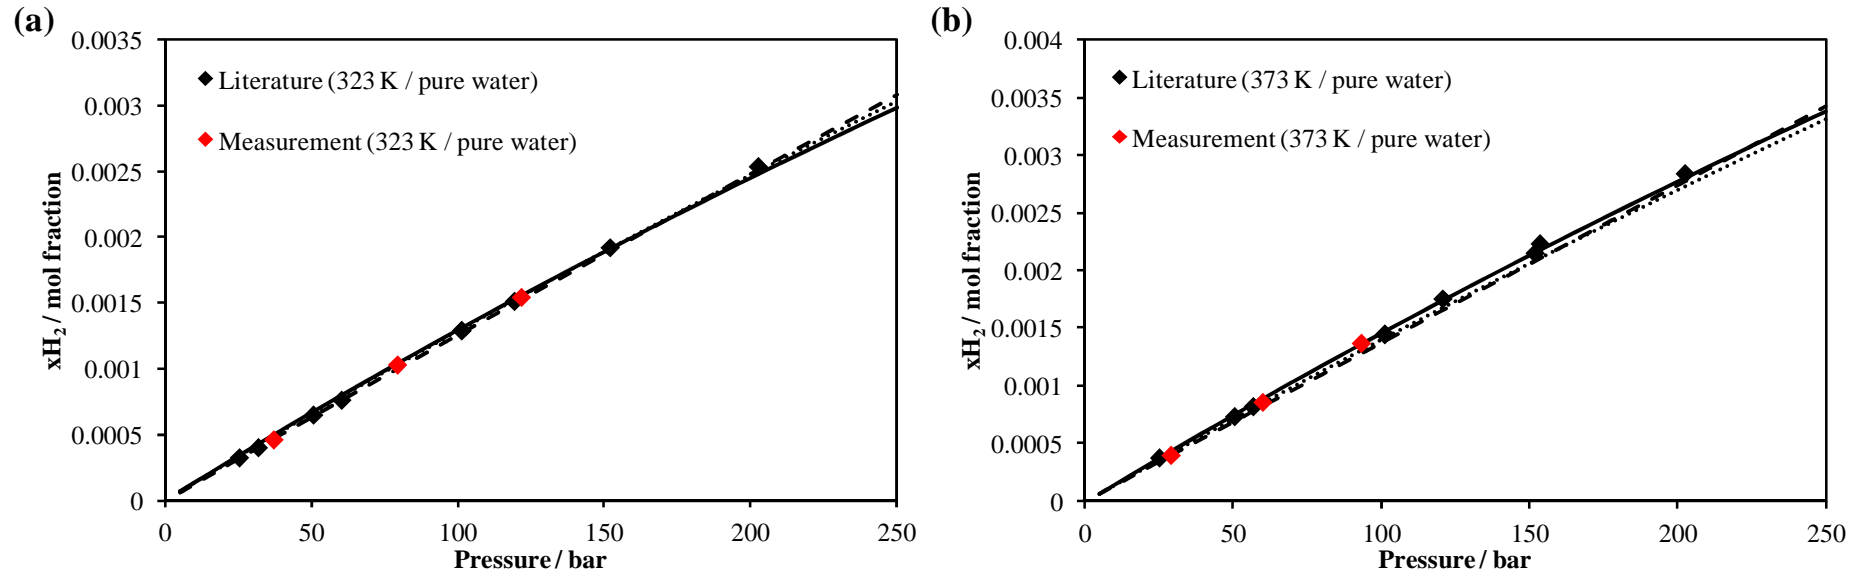 (a)
0.0035
0.003
0.0025
0.002
0.0015
0.001
0.0005
0
xH2 / mol fraction
Literature (323 K / pure water)
Measurement (323 K / pure water)
0 50 100 150 200 250
Pressure / bar
(b)
0.004
0.0035
0.003
0.0025
0.002
0.0015
0.001
0.0005
0
xH2 / mol fraction
Literature (373 K / pure water)
Measurement (373 K / pure water)
0 50 100 150 200 250
Pressure / bar